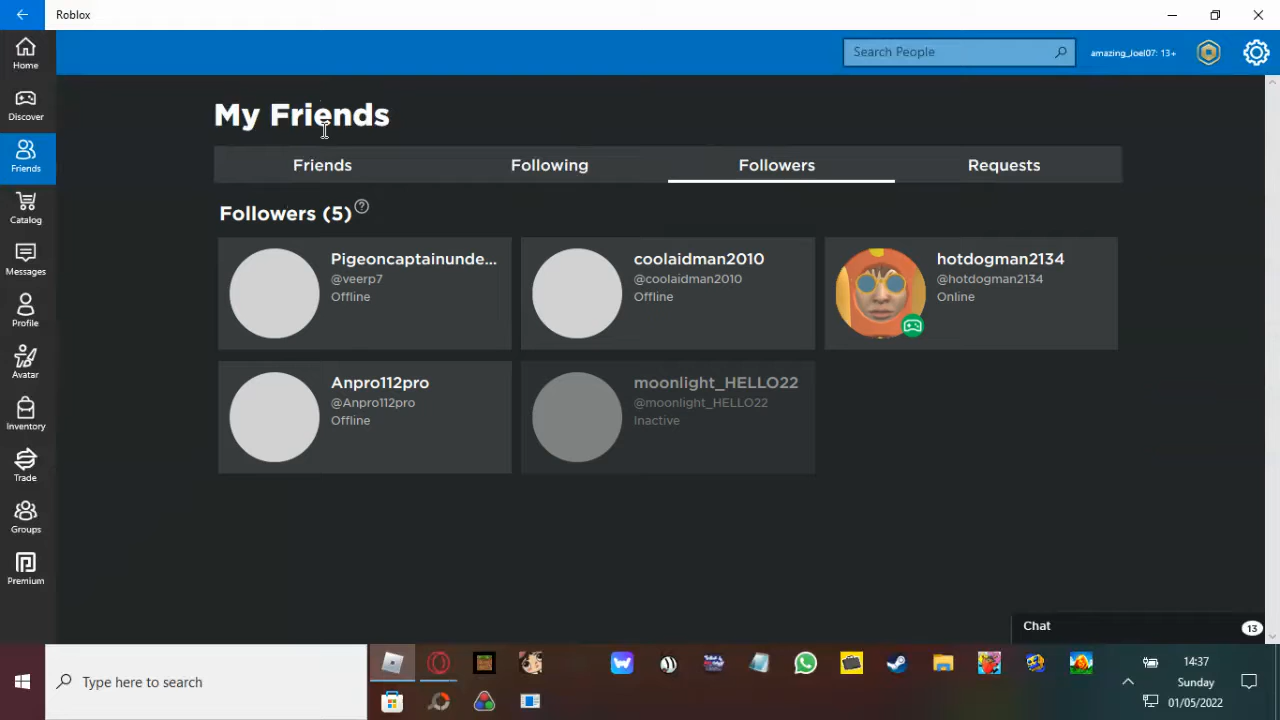 Roblox
Search People
amazing_Joel07: 13+
Home
Discover
Friends
Catalog
Messages
Profile
Avatar
Inventory
Trade
Groups
Premium
My Friends
Friends Following Followers Requests
Followers (5) ?
Pigeoncaptainunde...
@veerp7
Offline
coolaidman2010
@coolaidman2010
Offline
hotdogman2134
@hotdogman2134
Online
Anpro112pro
@Anpro112pro
Offline
moonlight_HELLO22
@moonlight_HELLO22
Inactive
Chat 13
Type here to search
14:37
Sunday
01/05/2022